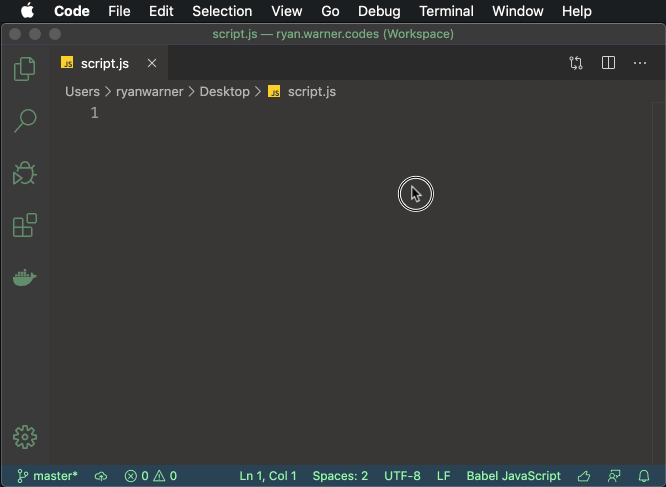 Code File Edit Selection View Go Debug Terminal Window Help
script.js — ryan.warner.codes (Workspace)
JS script.js
Users ryanwarner Desktop JS script.js
1
master* 0 0 Ln 1, Col 1 Spaces: 2 UTF-8 LF Babel JavaScript